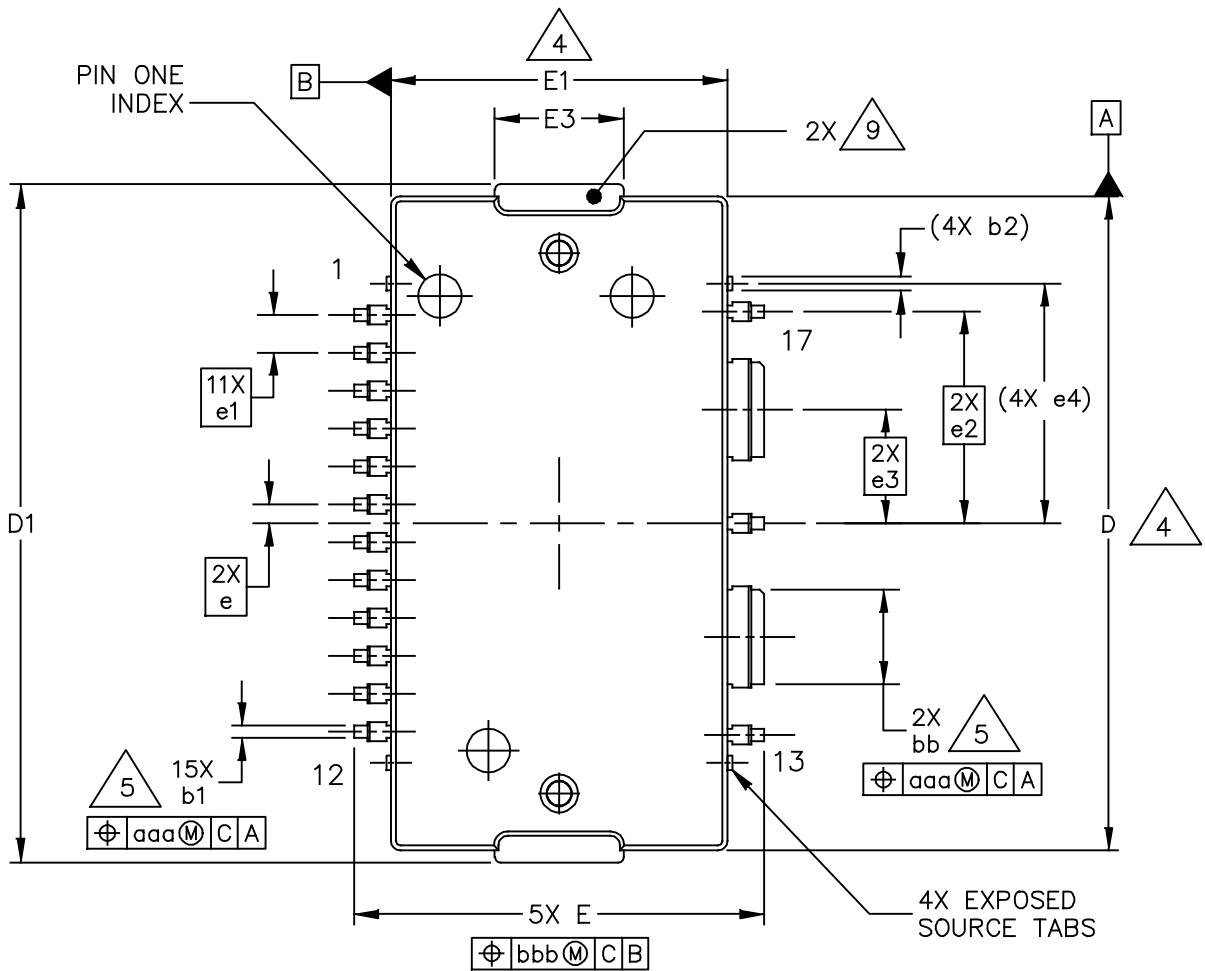 4
PIN ONE
INDEX
B
E1
E3
2X 9
A
(4X b2)
1
17
11X
e1
2X
e2
(4X e4)
2X
e3
D1
D 4
2X
e
2X
bb 5
⌖ aaa Ⓜ C A
5 15X
b1
⌖ aaa Ⓜ C A
12
13
5X E
⌖ bbb Ⓜ C B
4X EXPOSED
SOURCE TABS